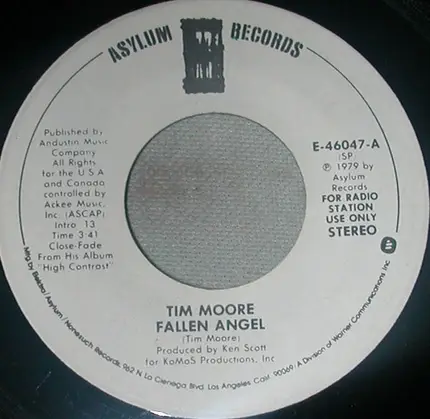 ASYLUM RECORDS
Published by
Andustin Music
Company
All Rights
for the U S A
and Canada
controlled by
Ackee Music,
Inc. (ASCAP)
Intro 13
Time 3:41
Close-Fade
From His Album
"High Contrast"
E-46047-A
(SP)
℗ 1979 by
Asylum
Records
FOR RADIO
STATION
USE ONLY
STEREO
TIM MOORE
FALLEN ANGEL
(Tim Moore)
Produced by Ken Scott
for KoMoS Productions, Inc
Mfg by Elektra/Asylum/Nonesuch Records, 962 N. La Cienega Blvd. Los Angeles Calif. 90069/A Division of Warner Communications Inc